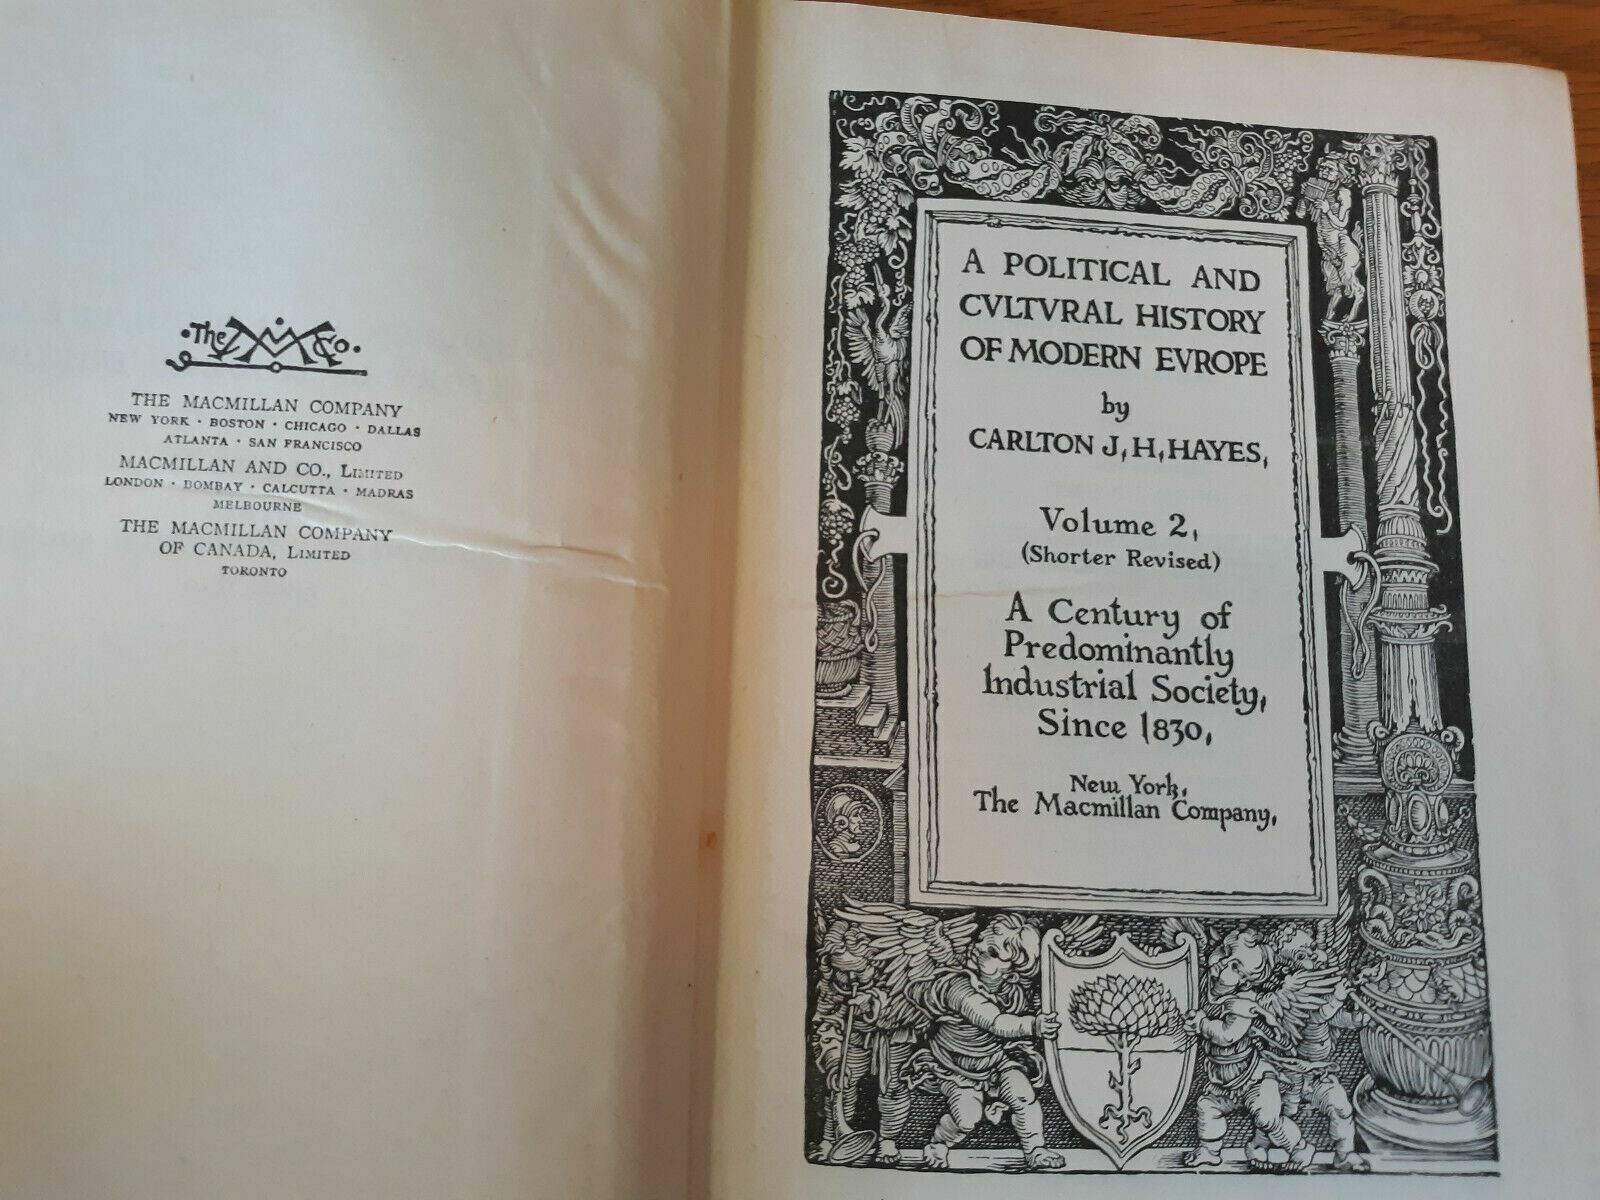 The M Co.
THE MACMILLAN COMPANY
NEW YORK · BOSTON · CHICAGO · DALLAS
ATLANTA · SAN FRANCISCO
MACMILLAN AND CO., LIMITED
LONDON · BOMBAY · CALCUTTA · MADRAS
MELBOURNE
THE MACMILLAN COMPANY
OF CANADA, LIMITED
TORONTO
A POLITICAL AND
CVLTVRAL HISTORY
OF MODERN EVROPE
by
CARLTON J, H, HAYES,
Volume 2,
(Shorter Revised)
A Century of
Predominantly
Industrial Society,
Since 1830,
New York,
The Macmillan Company,